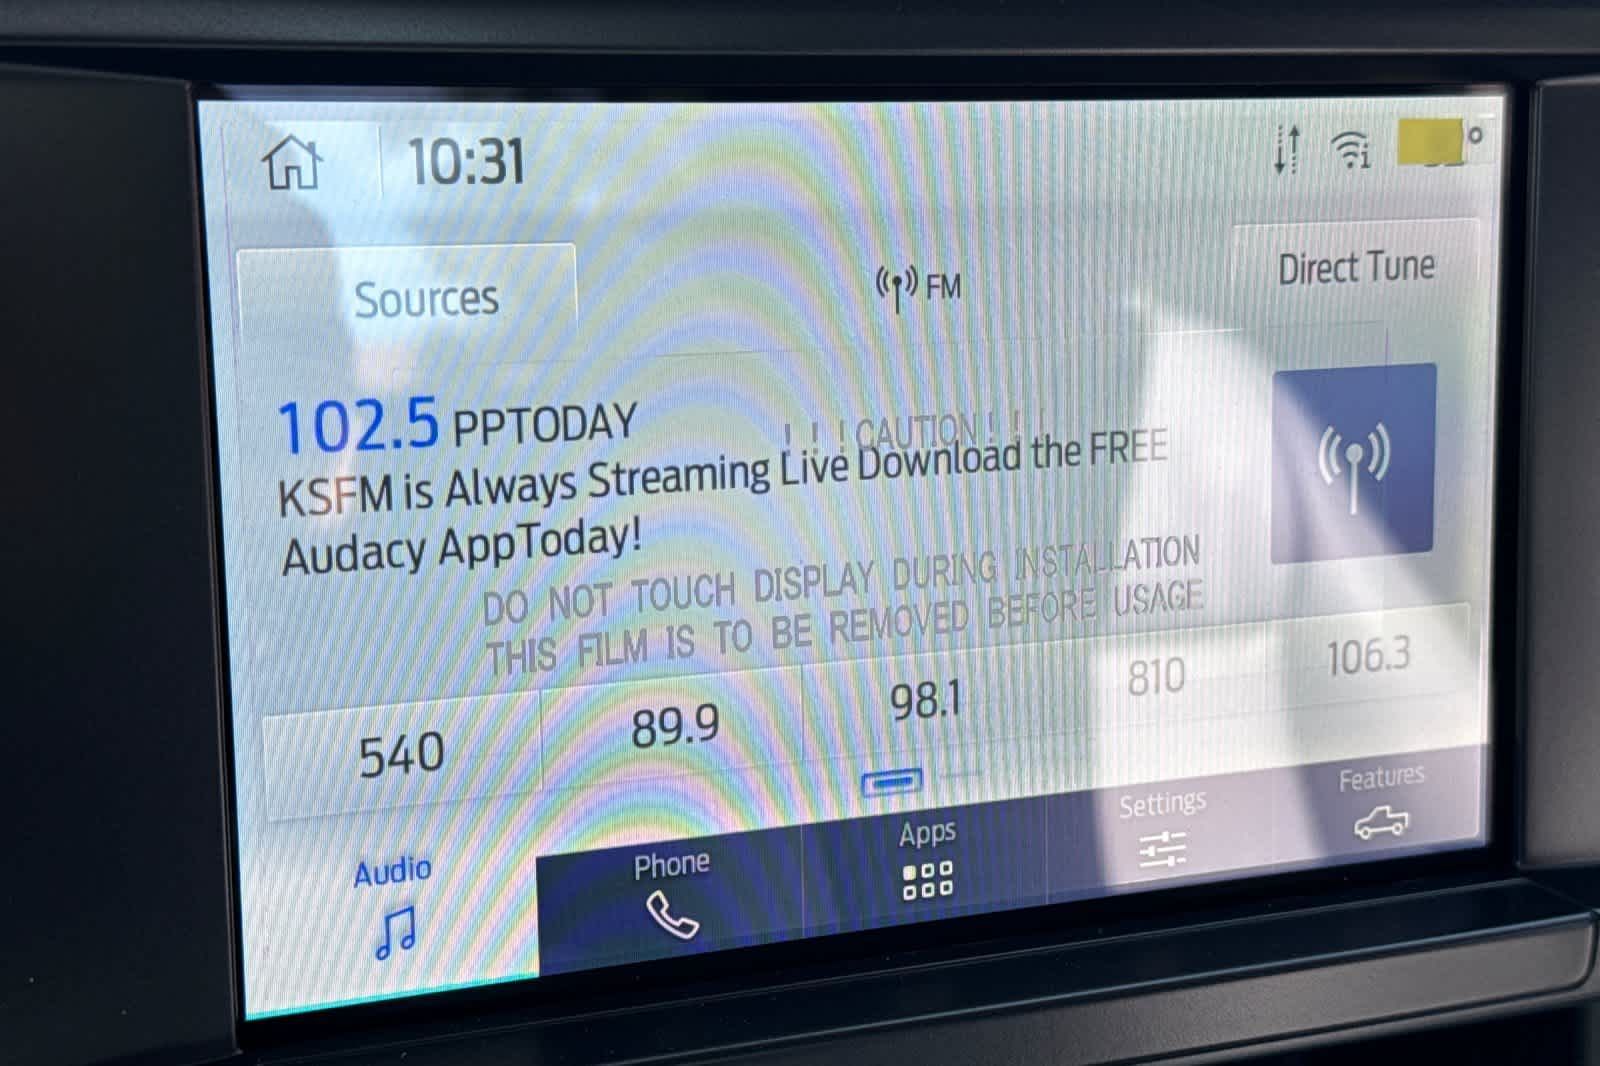 10:31
Sources
FM
Direct Tune
102.5 PPTODAY
! ! ! CAUTION ! ! !
KSFM is Always Streaming Live Download the FREE
Audacy AppToday!
DO NOT TOUCH DISPLAY DURING INSTALLATION
THIS FILM IS TO BE REMOVED BEFORE USAGE
540
89.9
98.1
810
106.3
Audio
Phone
Apps
Settings
Features